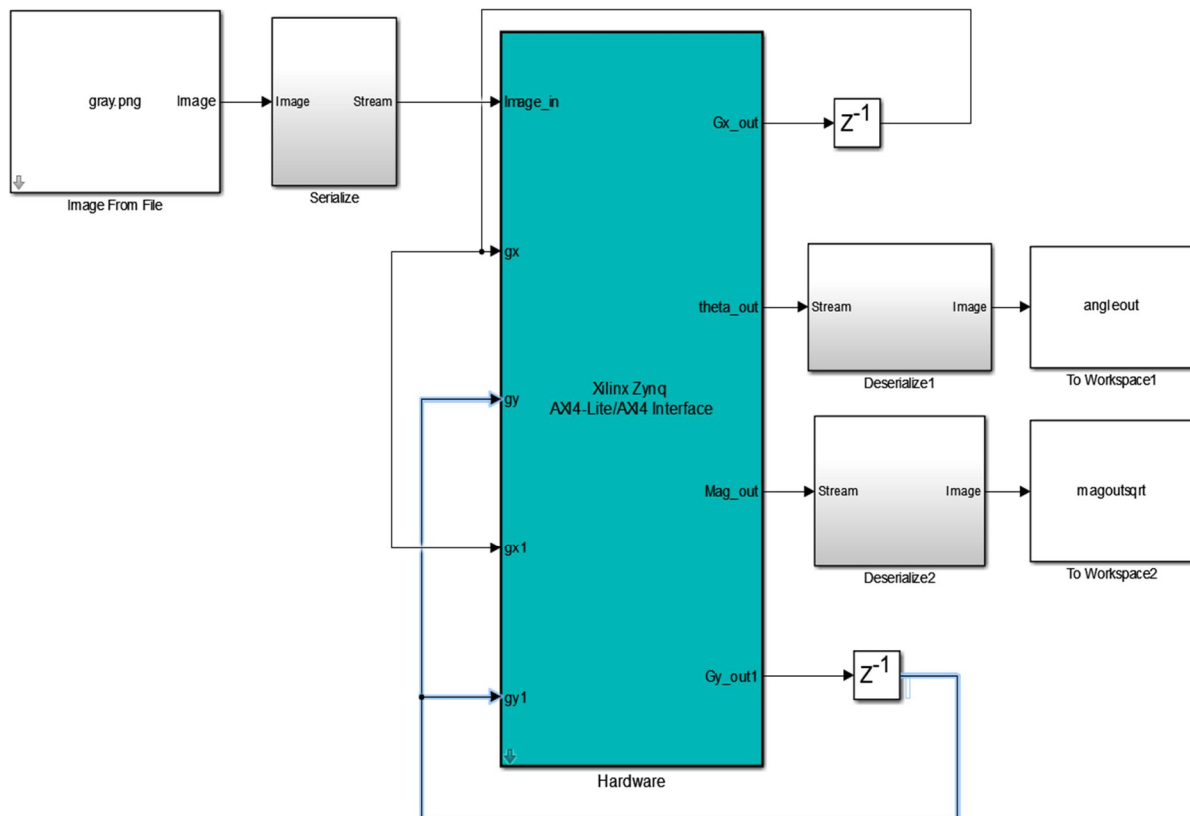 gray.png
Image
Image From File
Image
Stream
Serialize
Image_in
gx
gy
gx1
gy1
Xilinx Zynq
AXI4-Lite/AXI4 Interface
Gx_out
theta_out
Mag_out
Gy_out1
Hardware
Z-1
Stream
Image
Deserialize1
angleout
To Workspace1
Stream
Image
Deserialize2
magoutsqrt
To Workspace2
Z-1